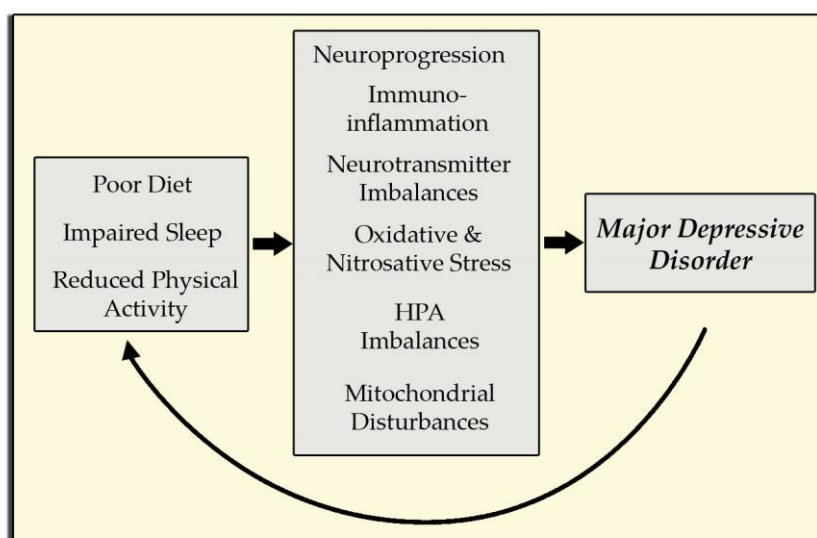 Poor Diet
Impaired Sleep
Reduced Physical
Activity
Neuroprogression
Immuno-
inflammation
Neurotransmitter
Imbalances
Oxidative &
Nitrosative Stress
HPA
Imbalances
Mitochondrial
Disturbances
Major Depressive
Disorder